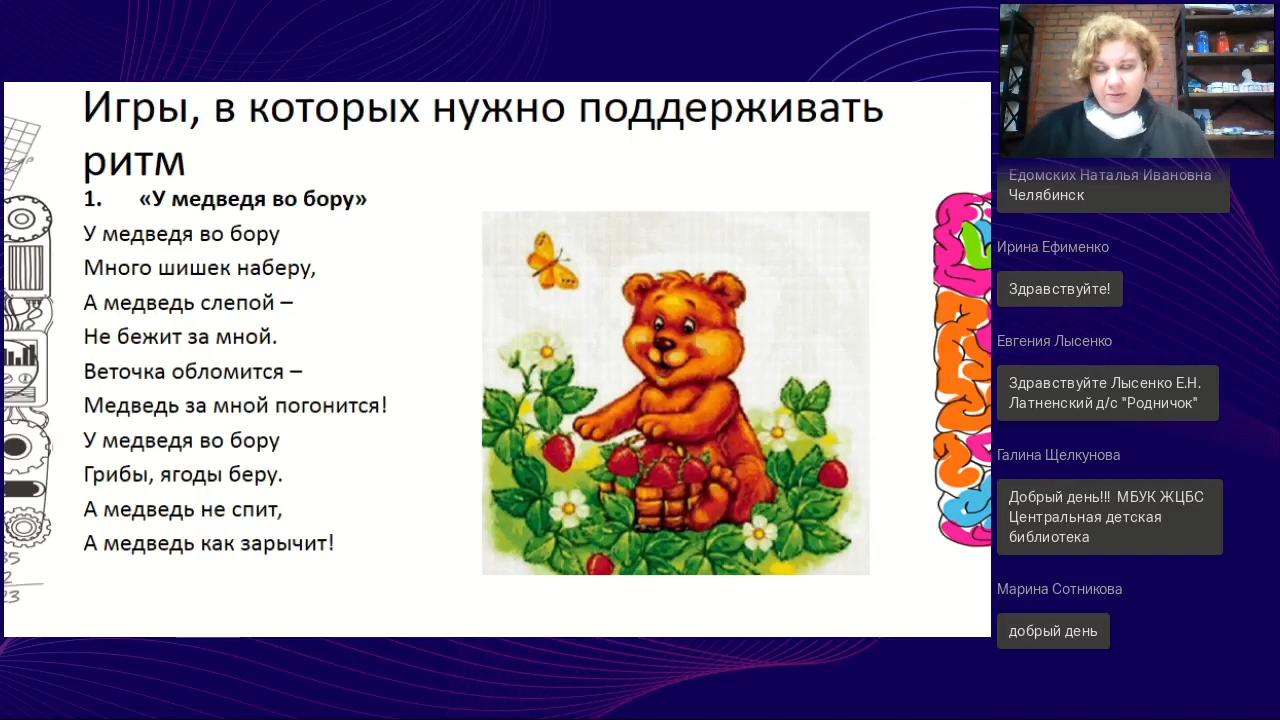 Игры, в которых нужно поддерживать
ритм
1. «У медведя во бору»
У медведя во бору
Много шишек наберу,
А медведь слепой –
Не бежит за мной.
Веточка обломится –
Медведь за мной погонится!
У медведя во бору
Грибы, ягоды беру.
А медведь не спит,
А медведь как зарычит!
Едомских Наталья Ивановна
Челябинск
Ирина Ефименко
Здравствуйте!
Евгения Лысенко
Здравствуйте Лысенко Е.Н.
Латненский д/с "Родничок"
Галина Щелкунова
Добрый день!!! МБУК ЖЦБС
Центральная детская
библиотека
Марина Сотникова
добрый день